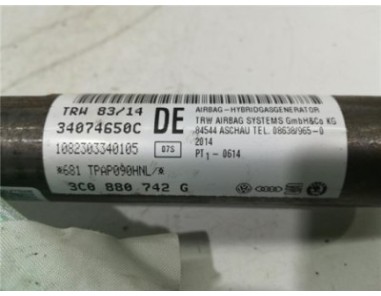 TRW 83/14
34074650C
DE
1082303340105
07S
*681 TPAP090HNL/*
3C0 880 742 G
AIRBAG-HYBRIDGASGENERATOR
TRW AIRBAG SYSTEMS GmbH&Co KG
84544 ASCHAU TEL. 08638/965-0
2014
PT1-0614